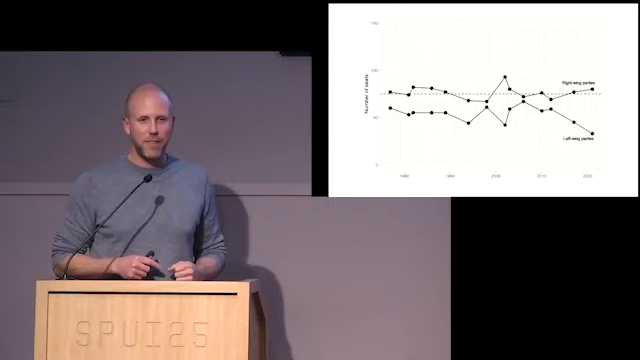 150
100
50
0
Number of seats
Right-wing parties
Left-wing parties
1980
1990
2000
2010
2020
SPUI25